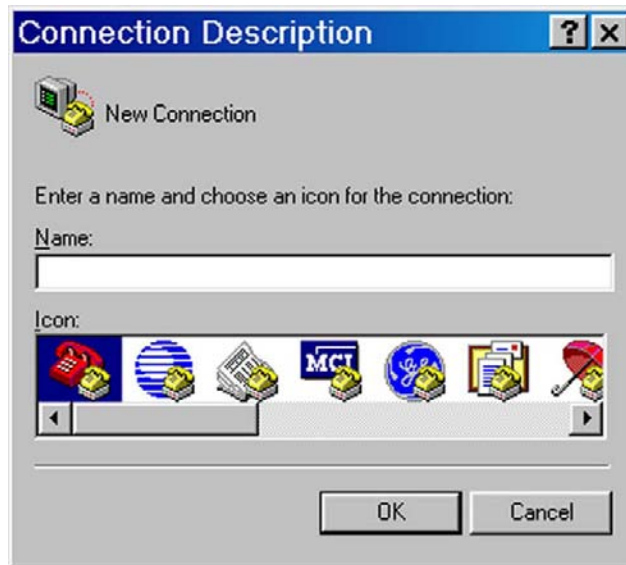 Connection Description
New Connection
Enter a name and choose an icon for the connection:
Name:
Icon:
MCI
OK
Cancel